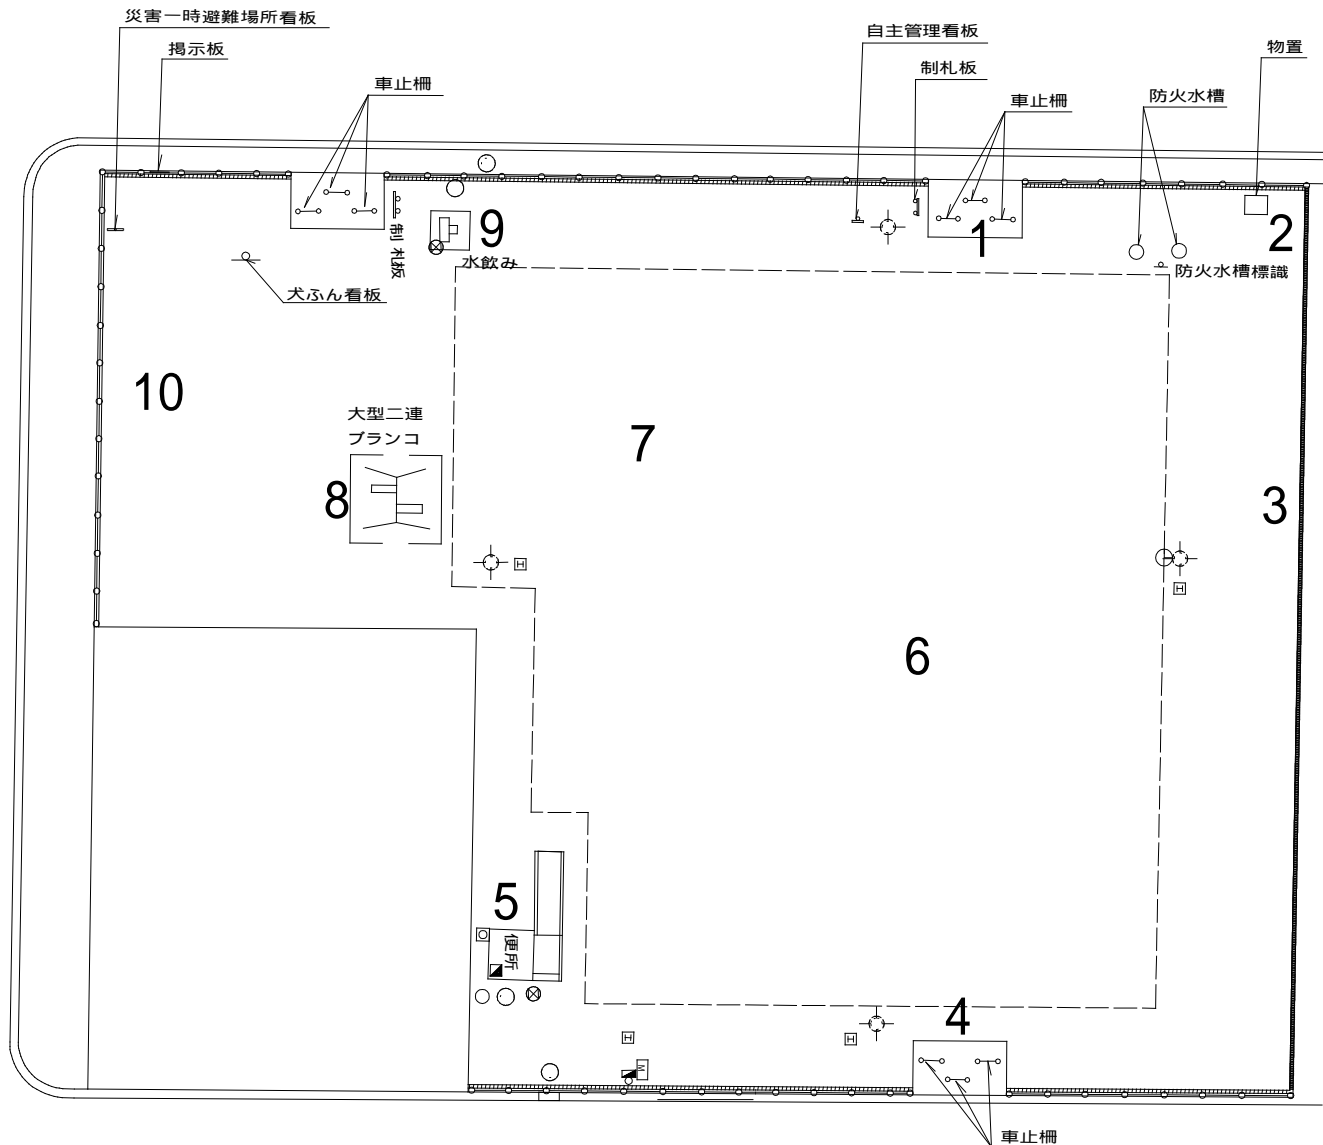 災害一時避難場所看板
掲示板
車止柵
自主管理看板
制札板
車止柵
防火水槽
物置
制札板
9
水飲み
1
2
防火水槽標識
犬ふん看板
10
大型二連
ブランコ
7
8
3
6
5
便所
4
H
H
H
H
M
車止柵